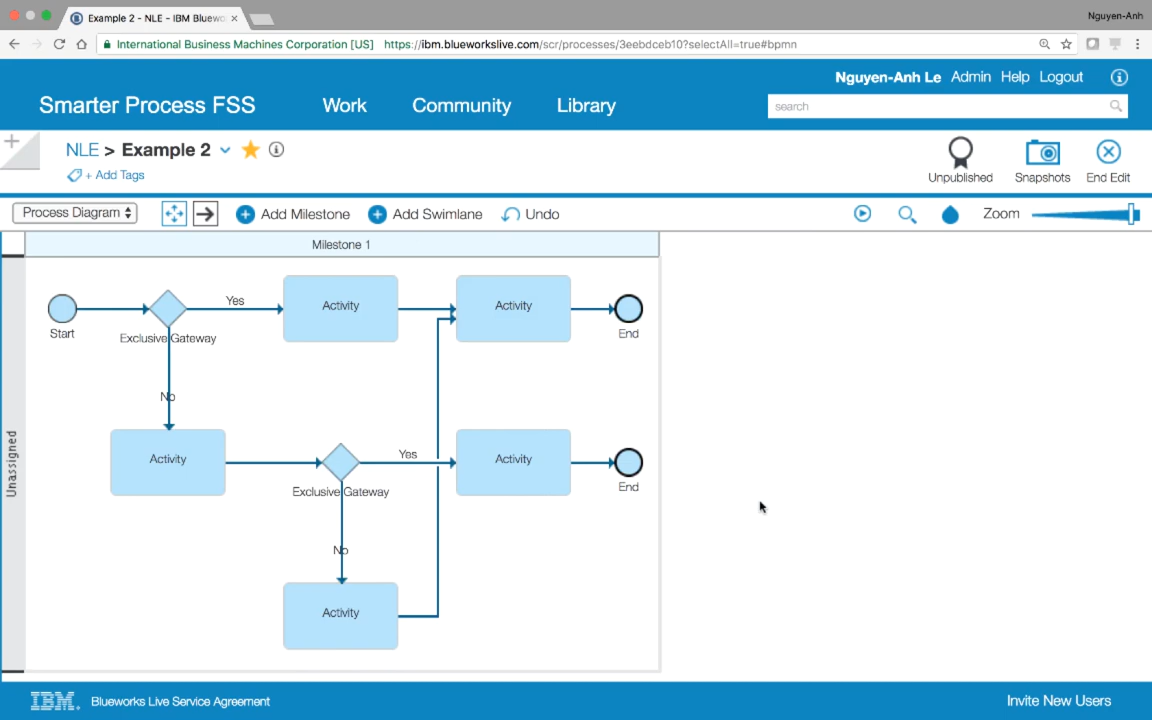 Example 2 - NLE - IBM Bluewo
Nguyen-Anh
International Business Machines Corporation [US] https://ibm.blueworkslive.com/scr/processes/3eebdceb10?selectAll=true#bpmn
Nguyen-Anh Le Admin Help Logout
Smarter Process FSS Work Community Library
search
NLE > Example 2
+ Add Tags
Unpublished Snapshots End Edit
Process Diagram Add Milestone Add Swimlane Undo Zoom
Milestone 1
Unassigned
Yes Activity Activity
Start Exclusive Gateway End
No
Activity Yes Activity
Exclusive Gateway End
No
Activity
IBM. Blueworks Live Service Agreement Invite New Users